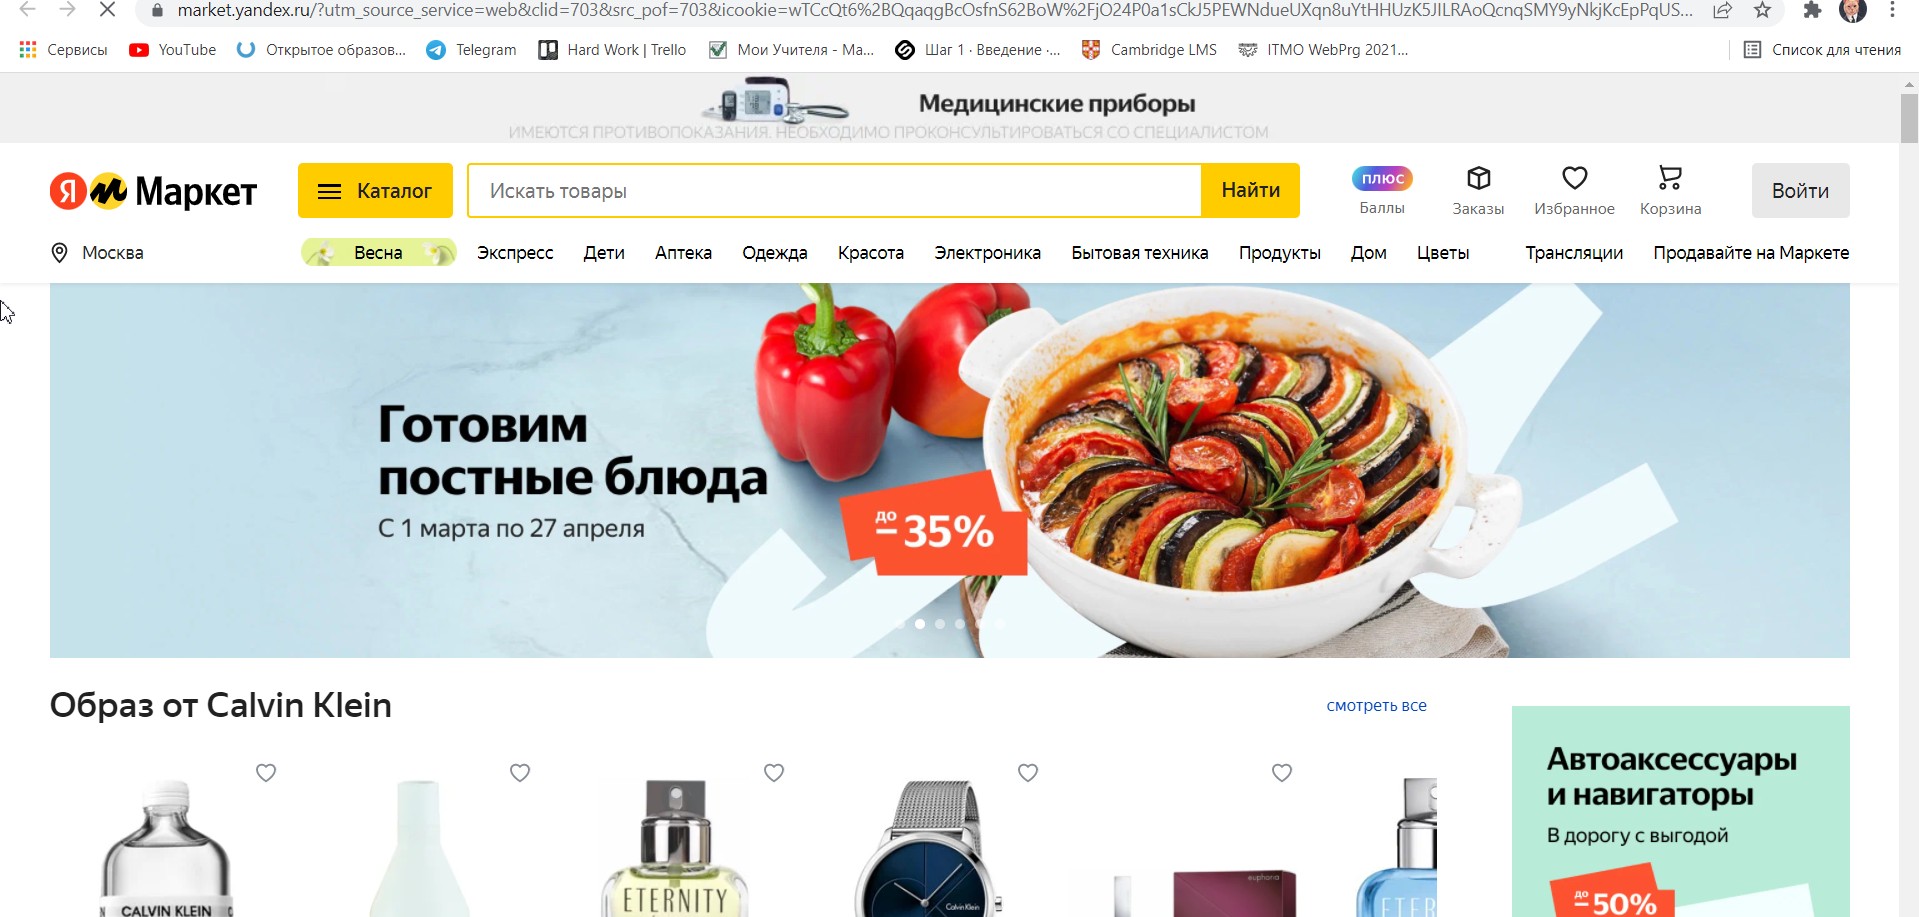 market.yandex.ru/?utm_source_service=web&clid=703&src_pof=703&icookie=wTCcQt6%2BQqaqgBcOsfnS62BoW%2FjO24P0a1sCkJ5PEWNdueUXqn8uYtHHUzK5JILRAoQcnqSMY9yNkjKcEpPqUS...
Сервисы YouTube Открытое образов... Telegram Hard Work | Trello Мои Учителя - Ма... Шаг 1 · Введение ·... Cambridge LMS ITMO WebPrg 2021... Список для чтения
Медицинские приборы
ИМЕЮТСЯ ПРОТИВОПОКАЗАНИЯ. НЕОБХОДИМО ПРОКОНСУЛЬТИРОВАТЬСЯ СО СПЕЦИАЛИСТОМ
Я М Маркет Каталог Искать товары Найти
плюс
Баллы Заказы Избранное Корзина Войти
Москва Весна Экспресс Дети Аптека Одежда Красота Электроника Бытовая техника Продукты Дом Цветы Трансляции Продавайте на Маркете
Готовим
постные блюда
С 1 марта по 27 апреля
до
−35%
Образ от Calvin Klein смотреть все
Автоаксессуары
и навигаторы
В дорогу с выгодой
до
−50%
CALVIN KLEIN
ETERNITY
Calvin Klein
euphoria